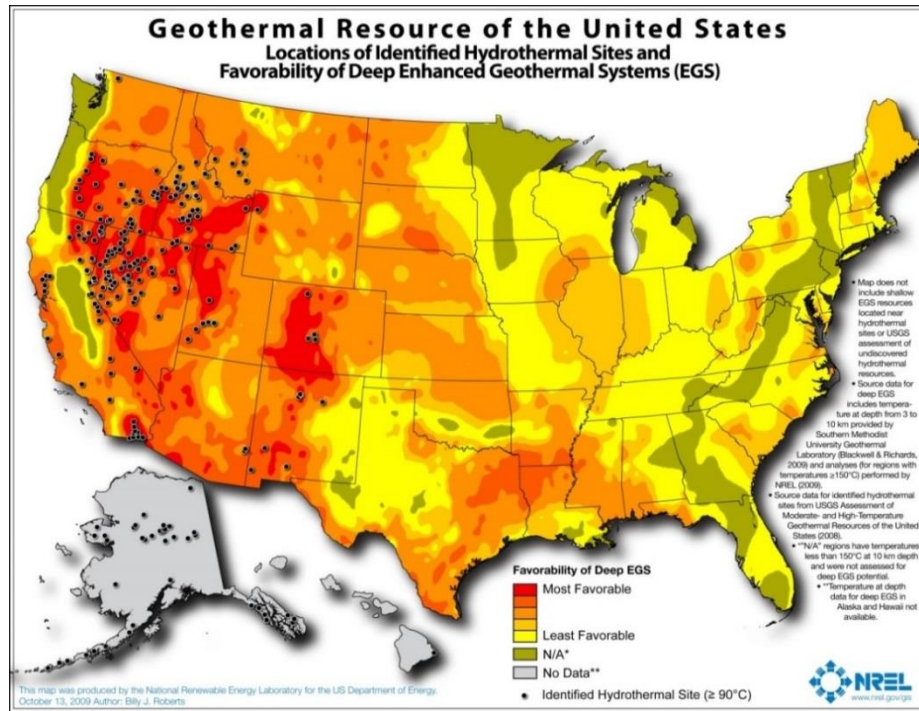 Geothermal Resource of the United States
Locations of Identified Hydrothermal Sites and
Favorability of Deep Enhanced Geothermal Systems (EGS)
• Map does not
include shallow
EGS resources
located near
hydrothermal
sites or USGS
assessment of
undiscovered
hydrothermal
resources.
• Source data for
deep EGS
includes tempera-
ture at depth from 3 to
10 km provided by
Southern Methodist
University Geothermal
Laboratory (Blackwell & Richards,
2009) and analyses (for regions with
temperatures ≥150°C) performed by
NREL (2009).
• Source data for identified hydrothermal
sites from USGS Assessment of
Moderate- and High-Temperature
Geothermal Resources of the United
States (2008).
• *"N/A" regions have temperatures
less than 150°C at 10 km depth
and were not assessed for
deep EGS potential.
• **Temperature at depth
data for deep EGS in
Alaska and Hawaii not
available.
Favorability of Deep EGS
Most Favorable
Least Favorable
N/A*
No Data**
Identified Hydrothermal Site (≥ 90°C)
This map was produced by the National Renewable Energy Laboratory for the US Department of Energy.
October 13, 2009 Author: Billy J. Roberts
NREL
www.nrel.gov/gis